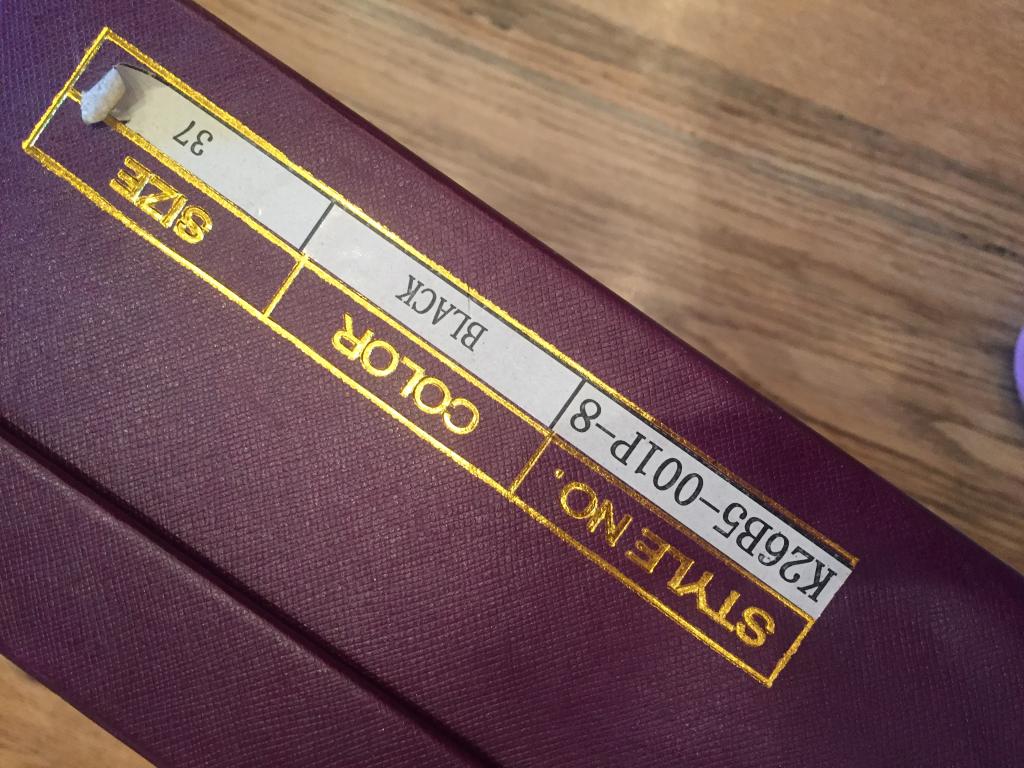 STYLE NO. COLOR SIZE
K26B5-001P-8 BLACK 37